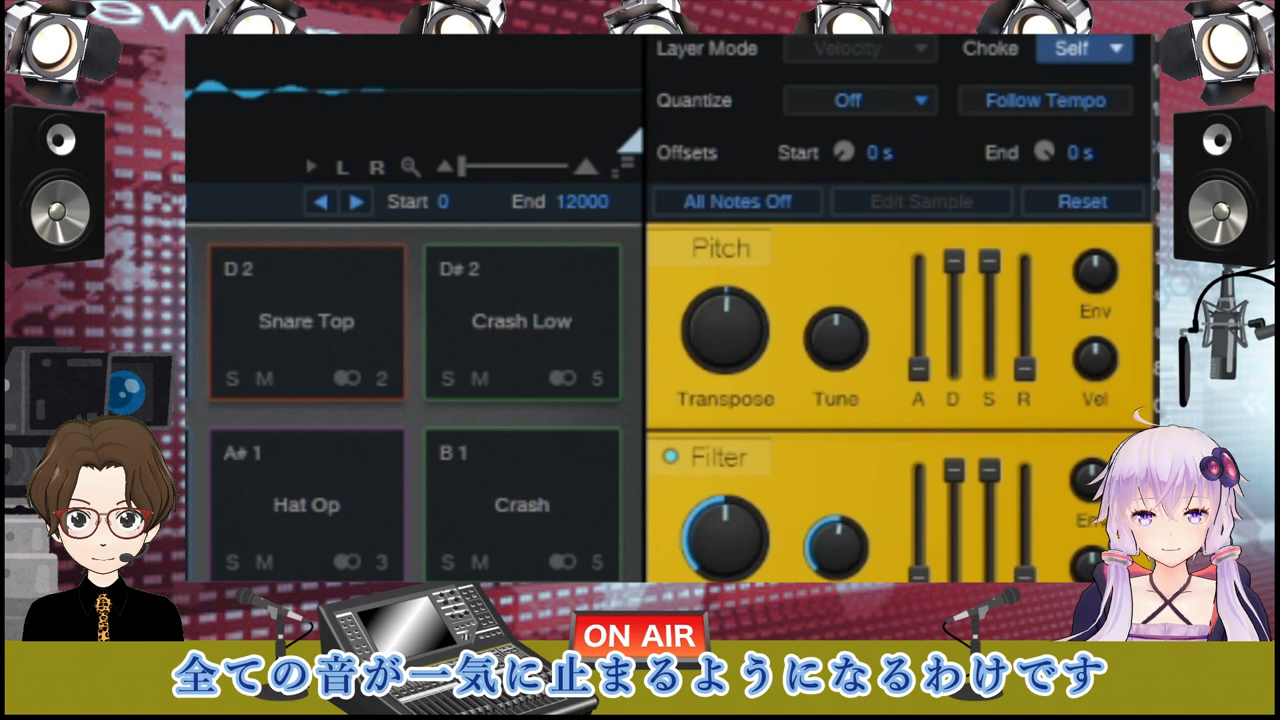 ew
Layer Mode Velocity Choke Self
Quantize Off Follow Tempo
Offsets Start 0 s End 0 s
L R
Start 0 End 12000
All Notes Off Edit Sample Reset
D 2
Snare Top
S M 2
D# 2
Crash Low
S M 5
Pitch
Transpose Tune A D S R Env
Vel
A# 1
Hat Op
S M 3
B 1
Crash
S M 5
Filter
En
ON AIR
全ての音が一気に止まるようになるわけです